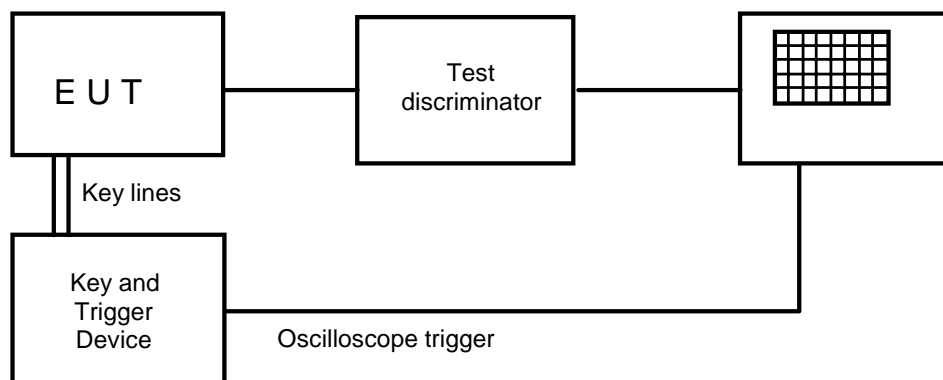 E U T
Test
discriminator
Key lines
Key and
Trigger
Device
Oscilloscope trigger